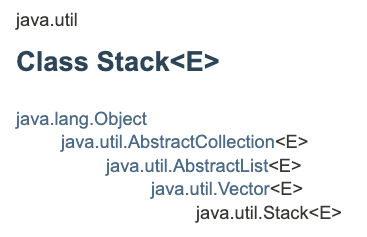 java.util
Class Stack<E>
java.lang.Object
java.util.AbstractCollection<E>
java.util.AbstractList<E>
java.util.Vector<E>
java.util.Stack<E>